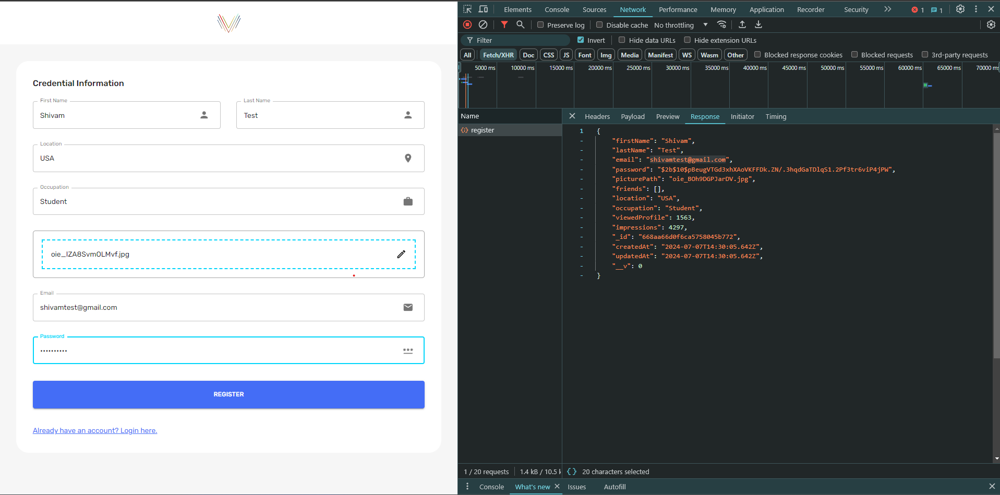 Credential Information
First Name
Shivam
Last Name
Test
Location
USA
Occupation
Student
oie_IZA8SvmOLMvf.jpg
Email
shivamtest@gmail.com
Password
••••••••••
REGISTER
Already have an account? Login here.
Elements Console Sources Network Performance Memory Application Recorder Security 1 1
Preserve log Disable cache No throttling
Filter Invert Hide data URLs Hide extension URLs
All Fetch/XHR Doc CSS JS Font Img Media Manifest WS Wasm Other Blocked response cookies Blocked requests 3rd-party requests
5000 ms 10000 ms 15000 ms 20000 ms 25000 ms 30000 ms 35000 ms 40000 ms 45000 ms 50000 ms 55000 ms 60000 ms 65000 ms 70000 ms
Name
register
Headers Payload Preview Response Initiator Timing
1 {
- "firstName": "Shivam",
- "lastName": "Test",
- "email": "shivamtest@gmail.com",
- "password": "$2b$10$pBeugVTGd3xhXAoVKFFDk.ZN/.3hqdGaTDlqS1.2Pf3tr6viP4jPW",
- "picturePath": "oie_BOh9DGPJarDV.jpg",
- "friends": [],
- "location": "USA",
- "occupation": "Student",
- "viewedProfile": 1563,
- "impressions": 4297,
- "_id": "668aa66d0f6ca5758045b772",
- "createdAt": "2024-07-07T14:30:05.642Z",
- "updatedAt": "2024-07-07T14:30:05.642Z",
- "__v": 0
- }
1 / 20 requests 1.4 kB / 10.5 k
{} 20 characters selected
Console What's new Issues Autofill